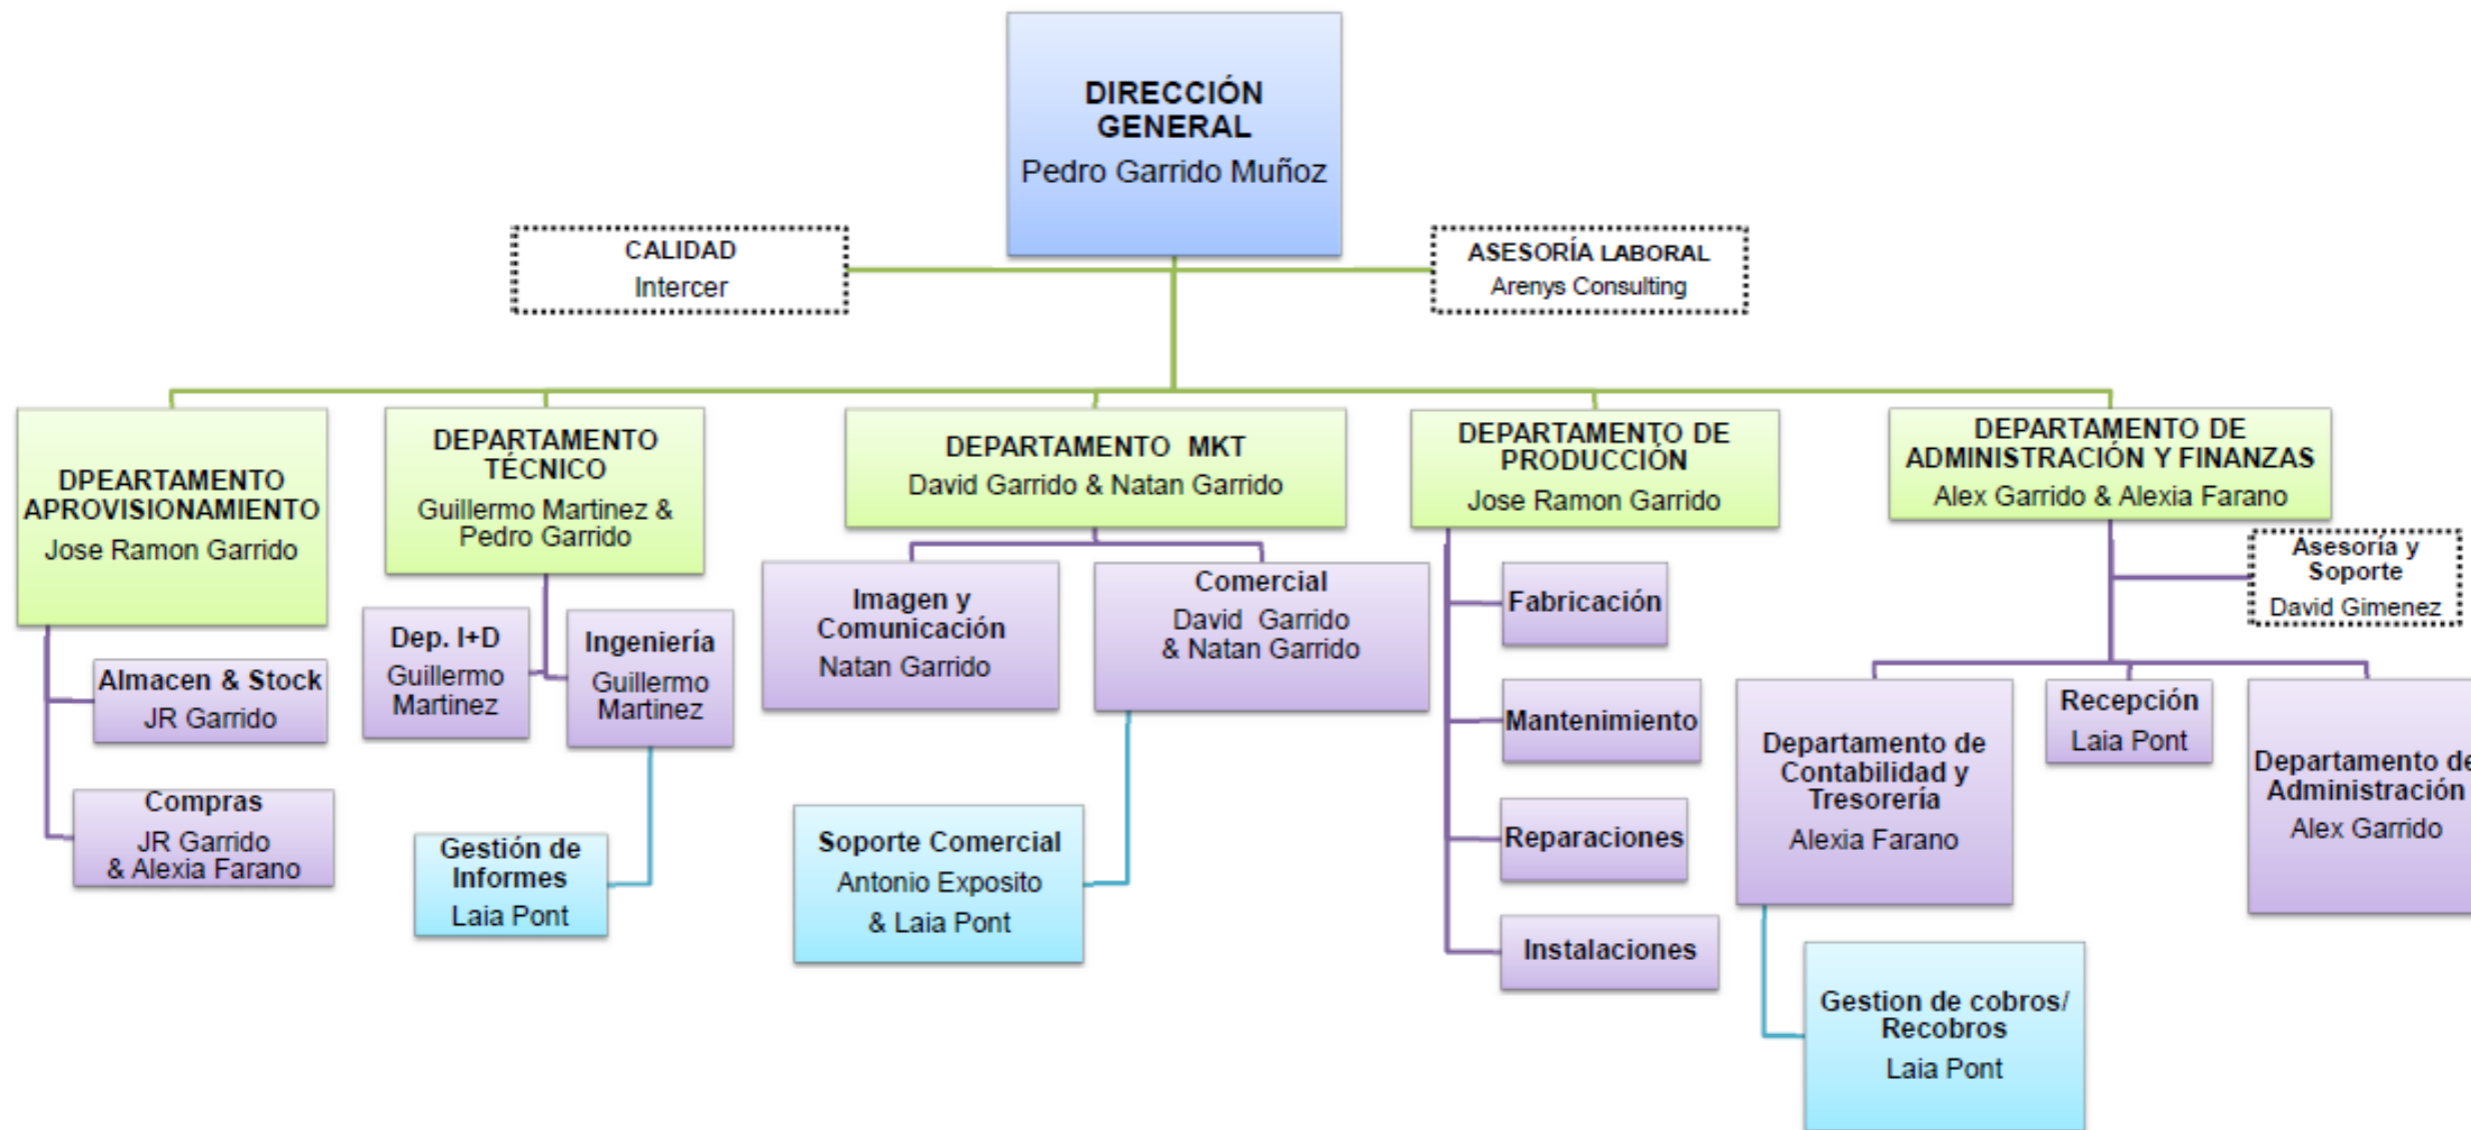 DIRECCIÓN
GENERAL
Pedro Garrido Muñoz
CALIDAD
Intercer
ASESORÍA LABORAL
Arenys Consulting
DPEARTAMENTO
APROVISIONAMIENTO
Jose Ramon Garrido
DEPARTAMENTO
TÉCNICO
Guillermo Martinez &
Pedro Garrido
DEPARTAMENTO MKT
David Garrido & Natan Garrido
DEPARTAMENTO DE
PRODUCCIÓN
Jose Ramon Garrido
DEPARTAMENTO DE
ADMINISTRACIÓN Y FINANZAS
Alex Garrido & Alexia Farano
Asesoría y
Soporte
David Gimenez
Almacen & Stock
JR Garrido
Compras
JR Garrido
& Alexia Farano
Dep. I+D
Guillermo
Martinez
Ingeniería
Guillermo
Martinez
Gestión de
Informes
Laia Pont
Imagen y
Comunicación
Natan Garrido
Comercial
David Garrido
& Natan Garrido
Soporte Comercial
Antonio Exposito
& Laia Pont
Fabricación
Mantenimiento
Reparaciones
Instalaciones
Departamento de
Contabilidad y
Tresorería
Alexia Farano
Recepción
Laia Pont
Departamento de
Administración
Alex Garrido
Gestion de cobros/
Recobros
Laia Pont